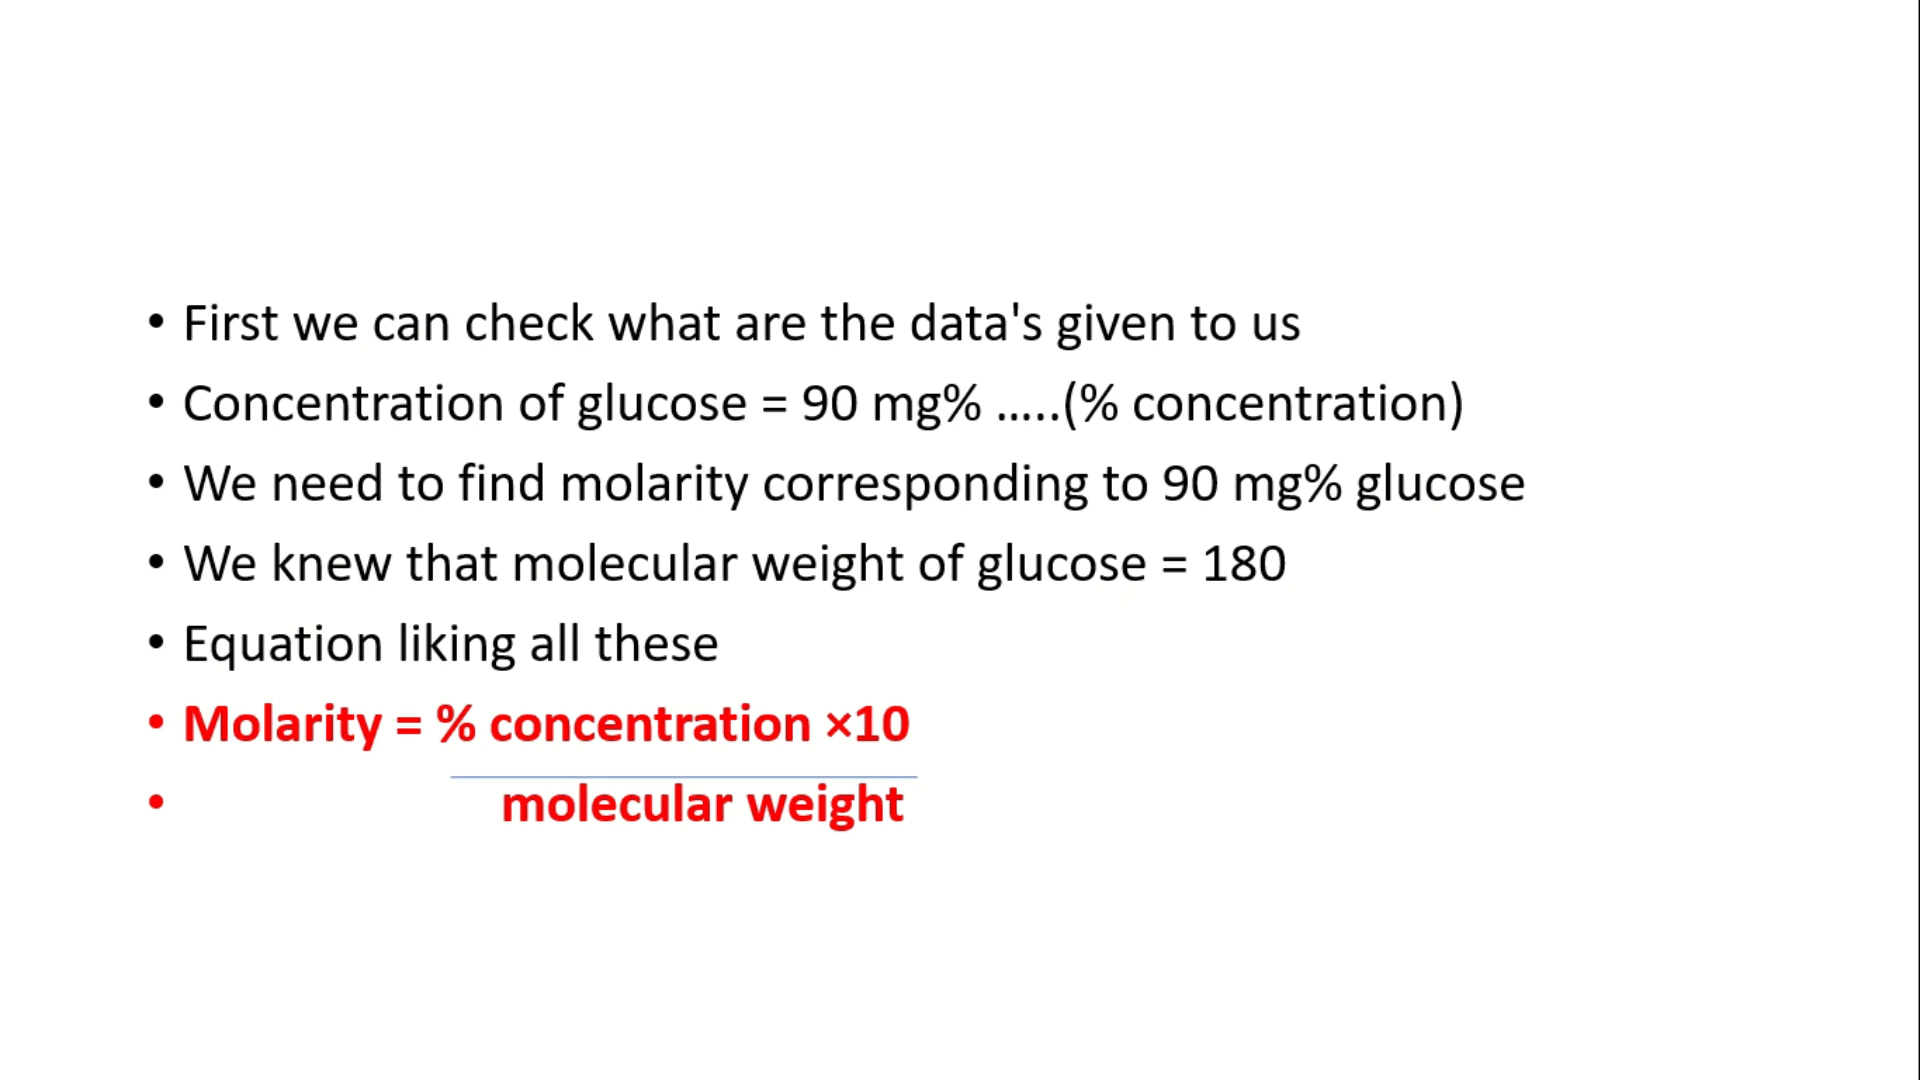 • First we can check what are the data's given to us
• Concentration of glucose = 90 mg% .....(% concentration)
• We need to find molarity corresponding to 90 mg% glucose
• We knew that molecular weight of glucose = 180
• Equation liking all these
• Molarity = % concentration ×10
• molecular weight